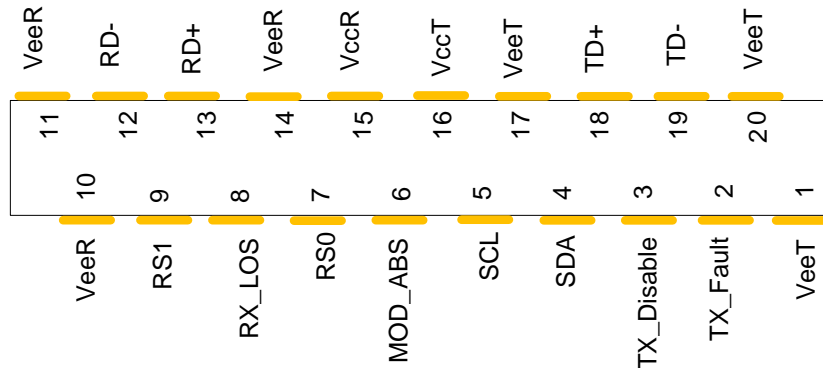 VeeR
RD-
RD+
VeeR
VccR
VccT
VeeT
TD+
TD-
VeeT
11
12
13
14
15
16
17
18
19
20
10
9
8
7
6
5
4
3
2
1
VeeR
RS1
RX_LOS
RS0
MOD_ABS
SCL
SDA
TX_Disable
TX_Fault
VeeT